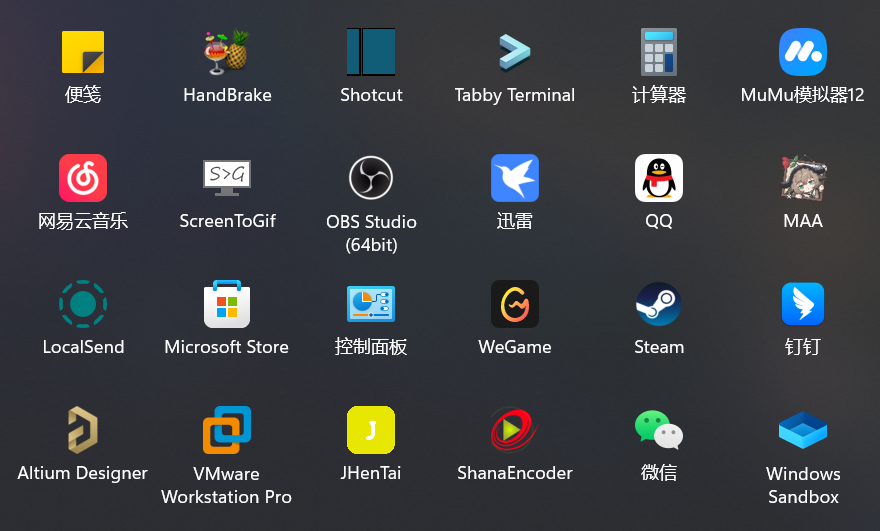 便笺
HandBrake
Shotcut
Tabby Terminal
计算器
MuMu模拟器12
网易云音乐
S>G
ScreenToGif
OBS Studio
(64bit)
迅雷
QQ
MAA
LocalSend
Microsoft Store
控制面板
WeGame
Steam
钉钉
Altium Designer
VMware
Workstation Pro
J
JHenTai
ShanaEncoder
微信
Windows
Sandbox